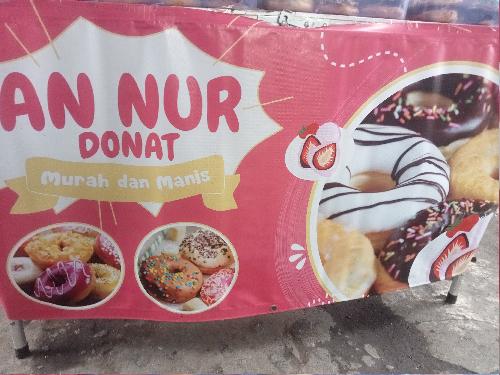 AN NUR
DONAT
Murah dan Manis